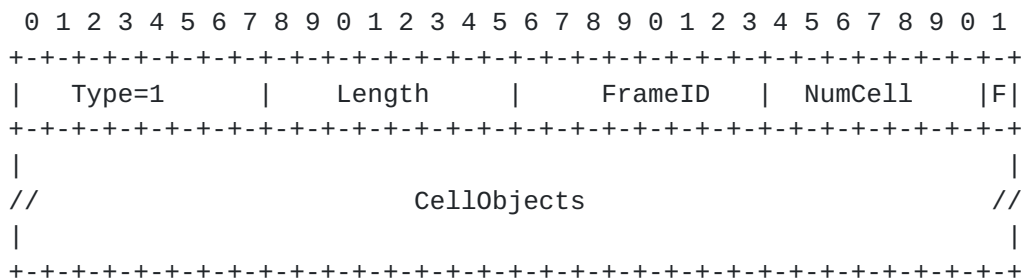 0 1 2 3 4 5 6 7 8 9 0 1 2 3 4 5 6 7 8 9 0 1 2 3 4 5 6 7 8 9 0 1
+-+-+-+-+-+-+-+-+-+-+-+-+-+-+-+-+-+-+-+-+-+-+-+-+-+-+-+-+-+-+-+-+
|   Type=1      |    Length     |     FrameID   |  NumCell    |F|
+-+-+-+-+-+-+-+-+-+-+-+-+-+-+-+-+-+-+-+-+-+-+-+-+-+-+-+-+-+-+-+-+
|                                                               |
//                        CellObjects                          //
|                                                               |
+-+-+-+-+-+-+-+-+-+-+-+-+-+-+-+-+-+-+-+-+-+-+-+-+-+-+-+-+-+-+-+-+